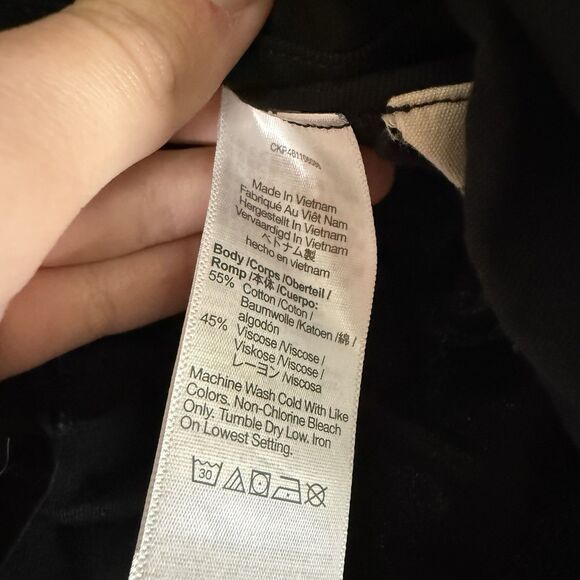 Made In Vietnam
Fabriqué Au Viêt Nam
Hergestellt In Vietnam
Vervaardigd In Vietnam
ベトナム製
hecho en vietnam
Body /Corps /Oberteil /
Romp /本体 /Cuerpo:
55% Cotton /Coton /
Baumwolle /Katoen /綿 /
algodón
45% Viscose /Viscose /
Viskose /Viscose /
レーヨン /Viscosa
Machine Wash Cold With Like
Colors. Non-Chlorine Bleach
Only. Tumble Dry Low. Iron
On Lowest Setting.
30